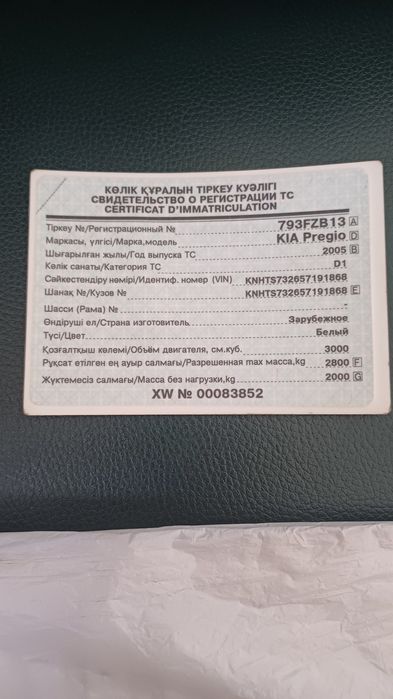 КӨЛІК ҚҰРАЛЫН ТІРКЕУ КУӘЛІГІ
СВИДЕТЕЛЬСТВО О РЕГИСТРАЦИИ ТС
CERTIFICAT D'IMMATRICULATION
Тіркеу №/Регистрационный № 793FZB13 A
Маркасы, үлгісі/Марка,модель KIA Pregio D
Шығарылған жылы/Год выпуска ТС 2005 B
Көлік санаты/Категория ТС D1
Сәйкестендіру нөмірі/Идентиф. номер (VIN) KNHTS732657191868
Шанақ №/Кузов № KNHTS732657191868 E
Шасси (Рама) № -
Өндіруші ел/Страна изготовитель Зарубежное
Түсі/Цвет Белый
Қозғалтқыш көлемі/Объём двигателя, см.куб. 3000
Рұқсат етілген ең ауыр салмағы/Разрешенная max масса,kg 2800 F
Жүктемесіз салмағы/Масса без нагрузки,kg 2000 G
XW № 00083852